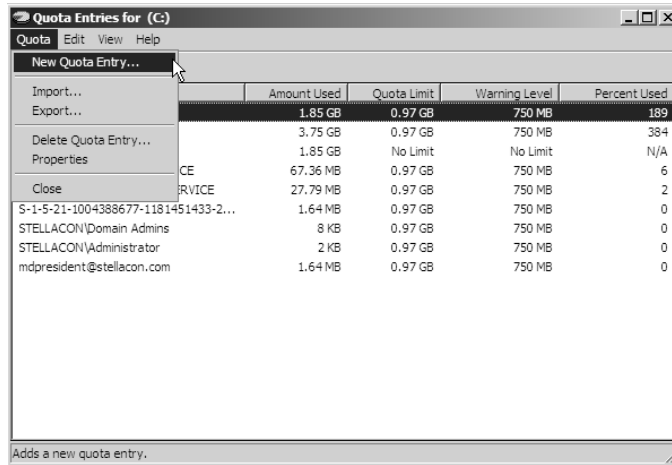 Quota Entries for (C:)
Quota Edit View Help
New Quota Entry...
Import...
Export...
Delete Quota Entry...
Properties
Close
Amount Used Quota Limit Warning Level Percent Used
1.85 GB 0.97 GB 750 MB 189
3.75 GB 0.97 GB 750 MB 384
1.85 GB No Limit No Limit N/A
CE 67.36 MB 0.97 GB 750 MB 6
ERVICE 27.79 MB 0.97 GB 750 MB 2
S-1-5-21-1004388677-1181451433-2... 1.64 MB 0.97 GB 750 MB 0
STELLACON\Domain Admins 8 KB 0.97 GB 750 MB 0
STELLACON\Administrator 2 KB 0.97 GB 750 MB 0
mdpresident@stellacon.com 1.64 MB 0.97 GB 750 MB 0
Adds a new quota entry.